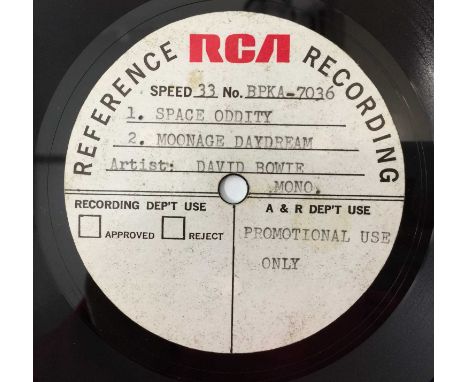 REFERENCE RCA RECORDING
SPEED 33 No. BPKA-7036
1. SPACE ODDITY
2. MOONAGE DAYDREAM
Artist: DAVID BOWIE
MONO.
RECORDING DEP'T USE
APPROVED REJECT
A & R DEP'T USE
PROMOTIONAL USE
ONLY